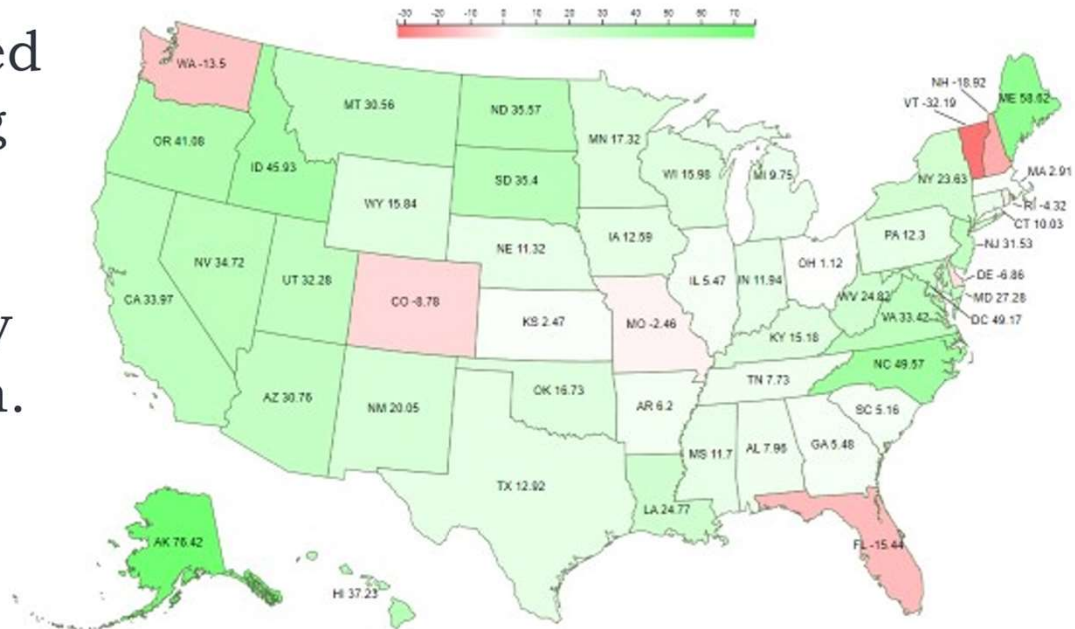 ed
g
y
n.
-30 -20 -10 0 10 20 30 40 50 60 70
WA -13.5
MT 30.56
ND 35.57
MN 17.32
NH -18.92
VT -32.19
ME 58.62
OR 41.08
ID 45.93
SD 35.4
WI 15.98
MI 9.75
NY 23.63
MA 2.91
RI -4.32
CT 10.03
WY 15.84
NE 11.32
IA 12.59
PA 12.3
NJ 31.53
NV 34.72
UT 32.28
CO -8.78
IL 5.47
IN 11.94
OH 1.12
DE -6.86
MD 27.28
DC 49.17
CA 33.97
KS 2.47
MO -2.46
WV 24.82
VA 33.42
KY 15.18
NC 49.57
AZ 30.76
NM 20.05
OK 16.73
AR 6.2
TN 7.73
SC 5.16
MS 11.7
AL 7.96
GA 5.48
TX 12.92
LA 24.77
FL -15.44
AK 76.42
HI 37.23